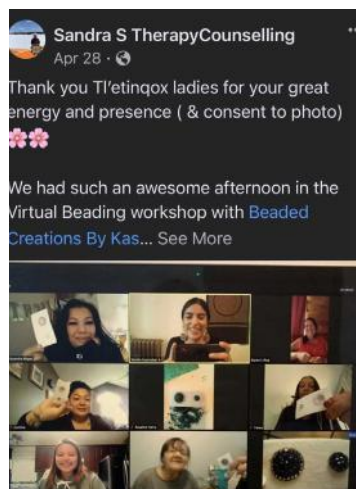 Sandra S TherapyCounselling
Apr 28 ·
Thank you Tl'etinqox ladies for your great
energy and presence ( & consent to photo)
🌸🌸
We had such an awesome afternoon in the
Virtual Beading workshop with Beaded
Creations By Kas... See More